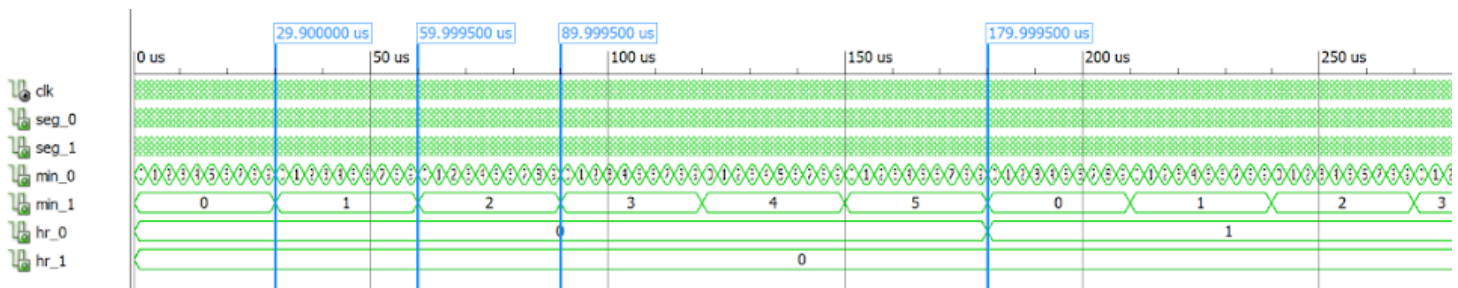 29.900000 us 59.999500 us 89.999500 us 179.999500 us
0 us 50 us 100 us 150 us 200 us 250 us
clk
seg_0
seg_1
min_0
min_1 0 1 2 3 4 5 0 1 2 3
hr_0 0 1
hr_1 0